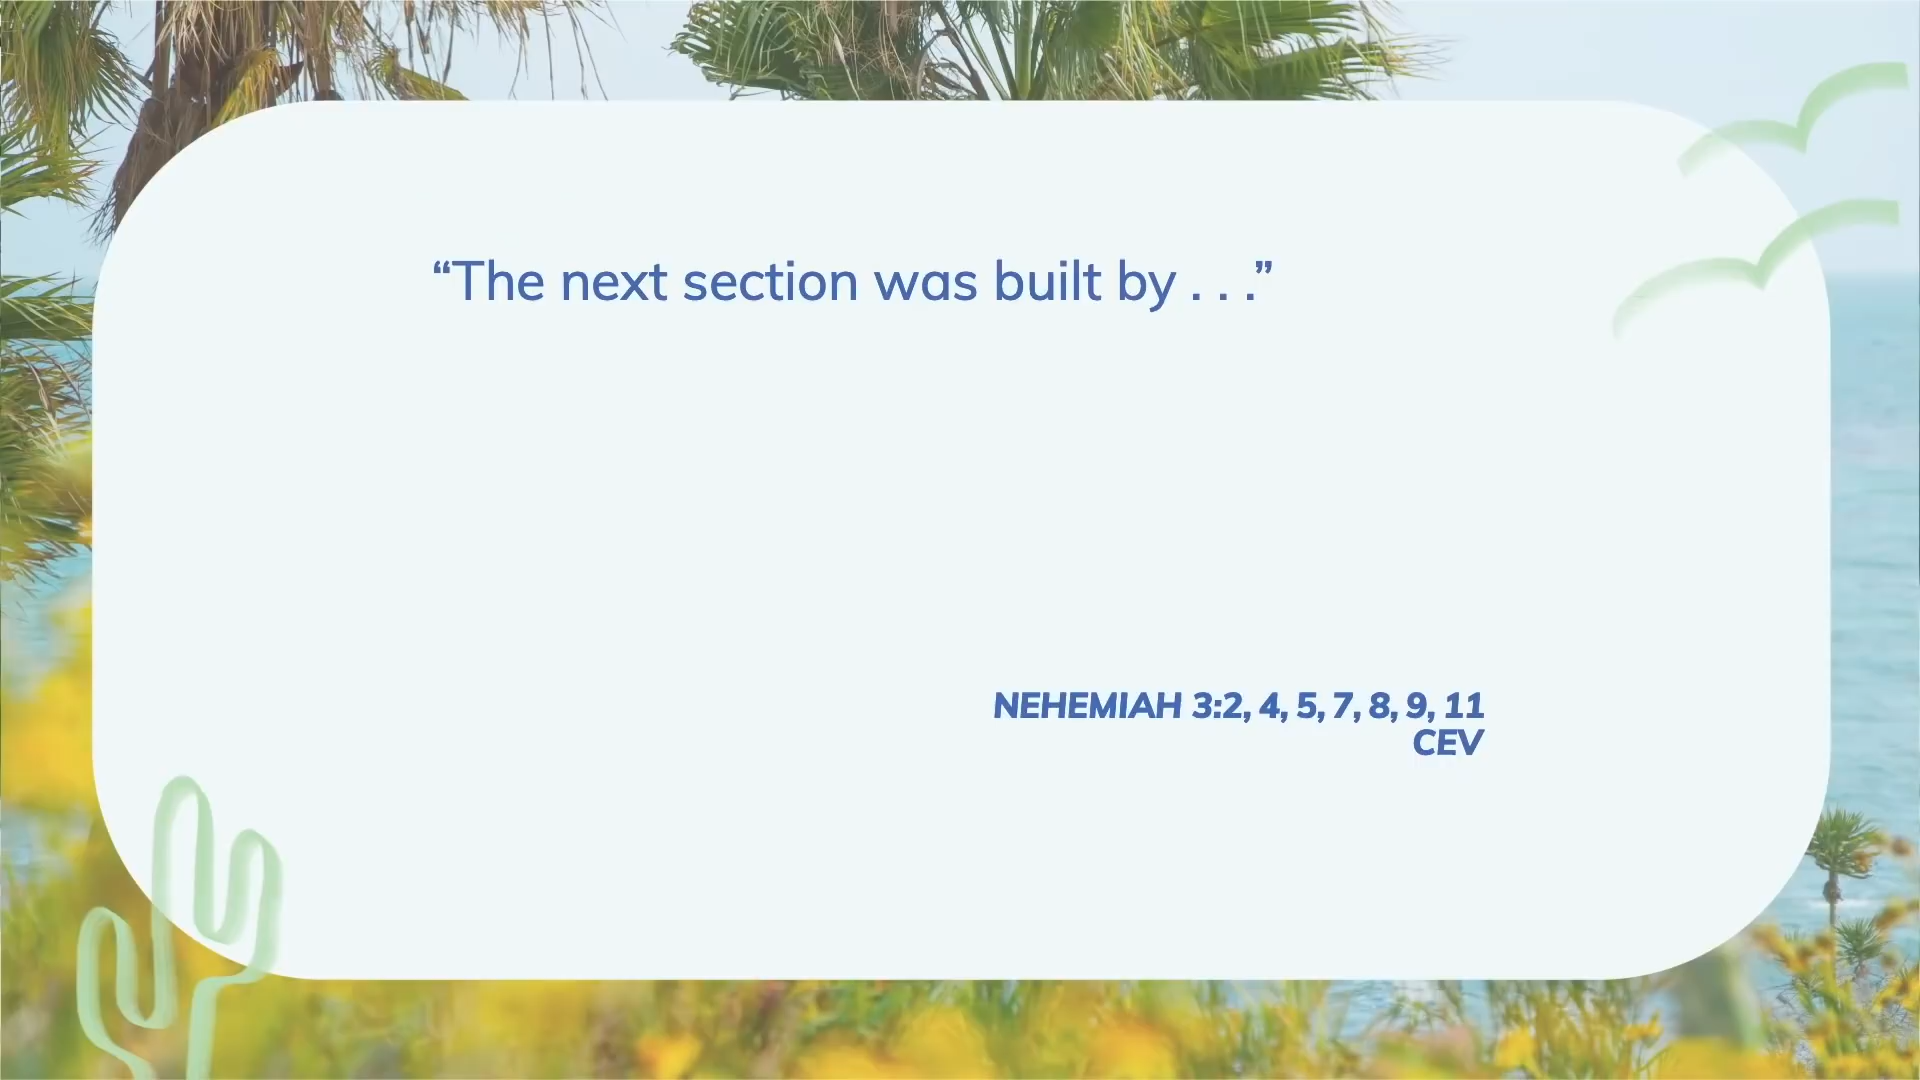 “The next section was built by . . .”
NEHEMIAH 3:2, 4, 5, 7, 8, 9, 11
CEV